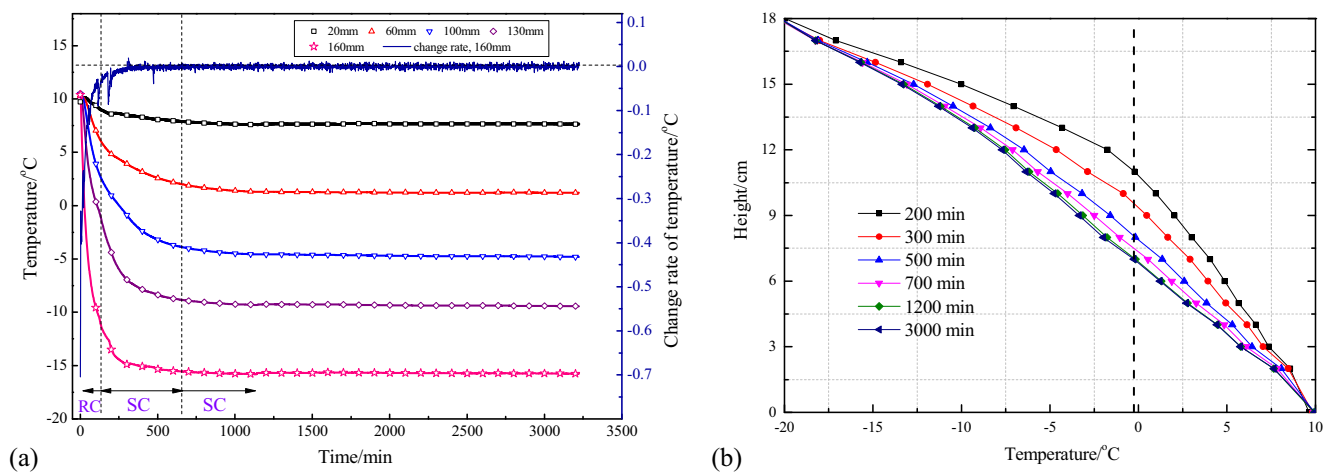 20mm 60mm 100mm 130mm
160mm change rate, 160mm
15
10
5
0
-5
-10
-15
-20
Temperature/°C
0.1
0.0
-0.1
-0.2
-0.3
-0.4
-0.5
-0.6
-0.7
Change rate of temperature/°C
RC SC SC
0 500 1000 1500 2000 2500 3000 3500
Time/min
(a)
18
15
12
9
6
3
0
Height/cm
200 min
300 min
500 min
700 min
1200 min
3000 min
-20 -15 -10 -5 0 5 10
Temperature/°C
(b)